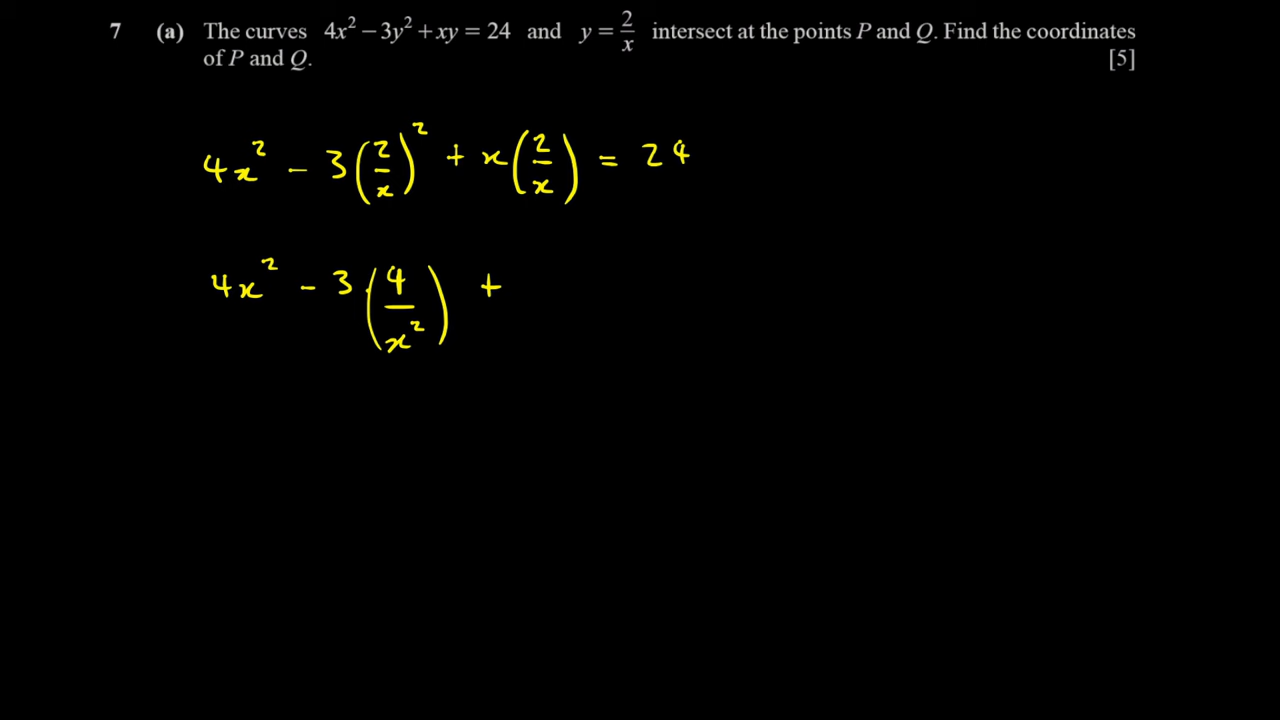 7 (a) The curves 4x² − 3y² + xy = 24 and y = 2/x intersect at the points P and Q. Find the coordinates
of P and Q. [5]
4x² − 3(2/x)² + x(2/x) = 24
4x² − 3(4/x²) +